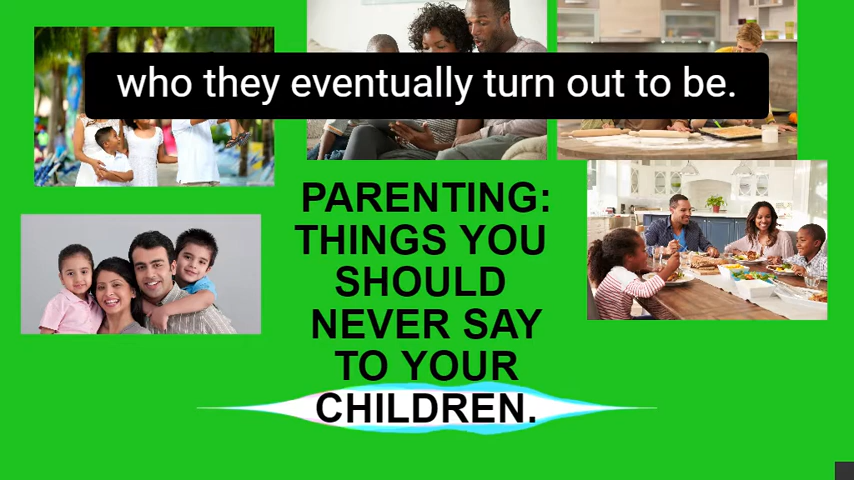 who they eventually turn out to be.
PARENTING:
THINGS YOU
SHOULD
NEVER SAY
TO YOUR
CHILDREN.